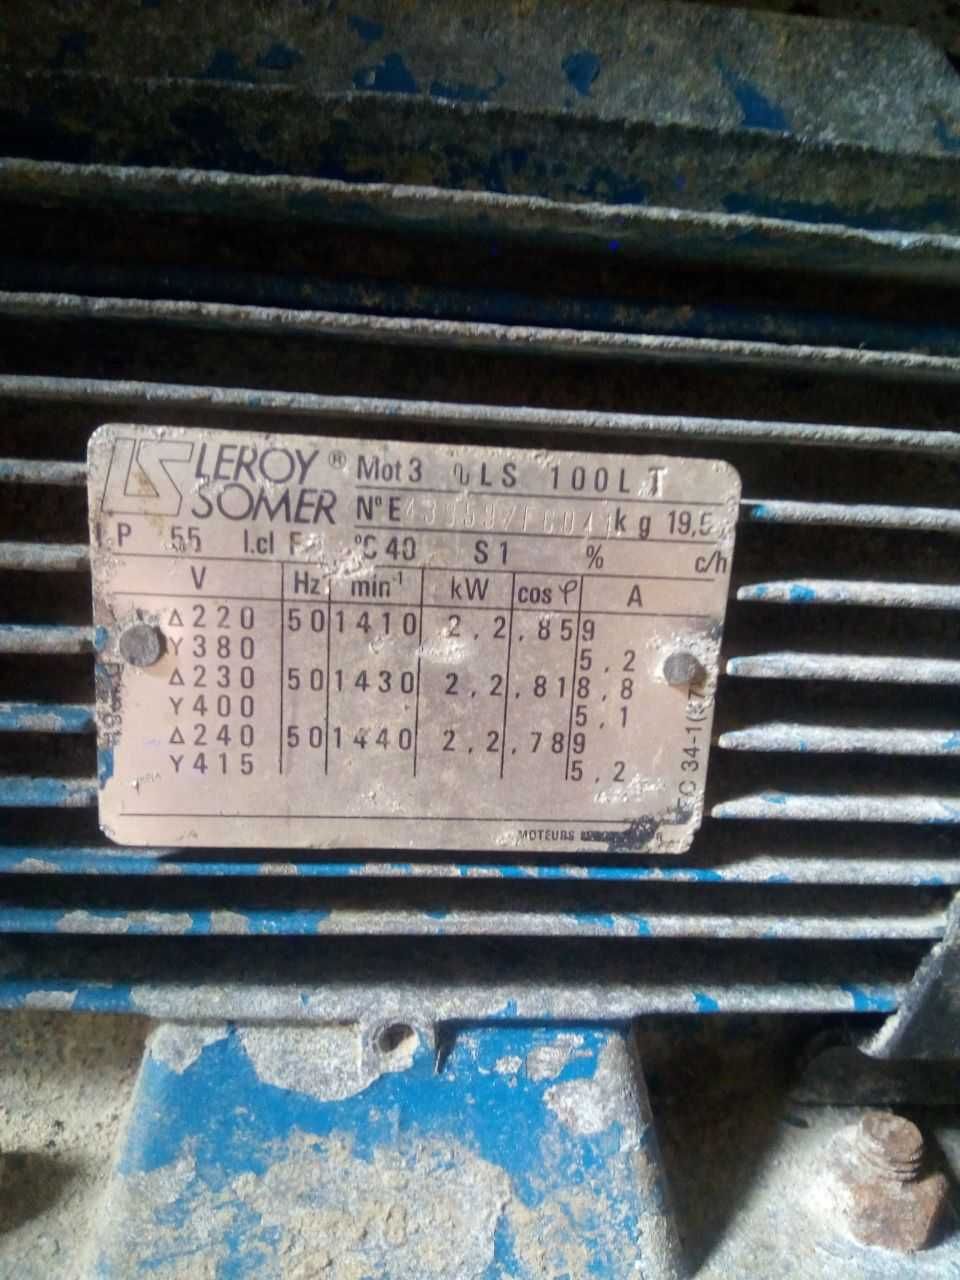 LEROY® Mot 3 ~ LS 100L T
SOMER N°E kg 19,5
IP 55 I.cl F °C 40 S1 % c/h
V Hz min-1 kW cos φ A
Δ220 50 1410 2,2 ,85 9
Y380 5,2
Δ230 50 1430 2,2 ,81 8,8
Y400 5,1
Δ240 50 1440 2,2 ,78 9
Y415 5,2
MOTEURS